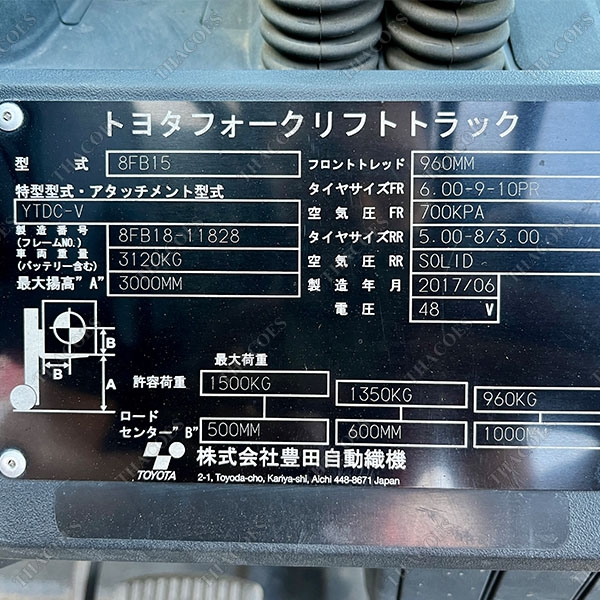 トヨタフォークリフトトラック
型 式 8FB15
特型型式・アタッチメント型式
YTDC-V
製造番号
(フレームNO.) 8FB18-11828
車両重量
(バッテリー含む) 3120KG
最大揚高"A" 3000MM
フロントトレッド 960MM
タイヤサイズFR 6.00-9-10PR
空気圧FR 700KPA
タイヤサイズRR 5.00-8/3.00
空気圧RR SOLID
製造年月 2017/06
電圧 48 V
B
B
A
最大荷重
許容荷重 1500KG 1350KG 960KG
ロード
センター"B" 500MM 600MM 1000MM
TOYOTA
株式会社豊田自動織機
2-1, Toyoda-cho, Kariya-shi, Aichi 448-8671 Japan
THACOES